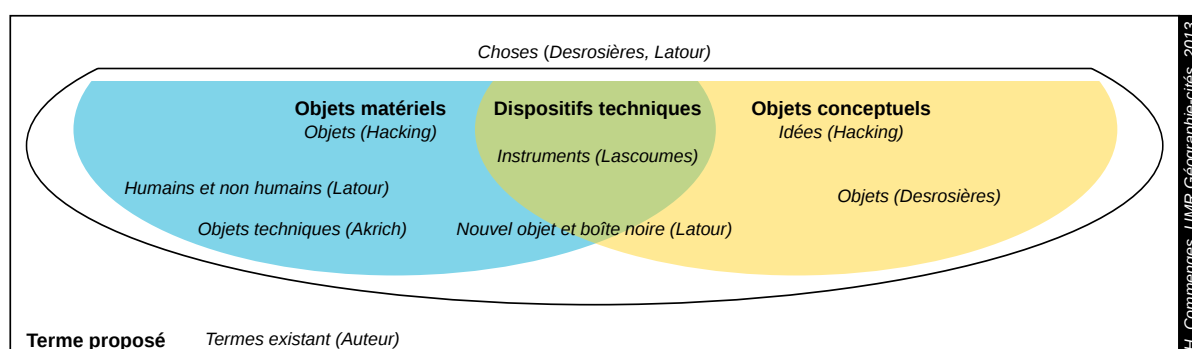 Choses (Desrosières, Latour)
Objets matériels
Objets (Hacking)
Dispositifs techniques
Objets conceptuels
Idées (Hacking)
Instruments (Lascoumes)
Humains et non humains (Latour)
Objets (Desrosières)
Objets techniques (Akrich)
Nouvel objet et boîte noire (Latour)
Terme proposé
Termes existant (Auteur)
H. Commenges, UMR Géographie-cités, 2013